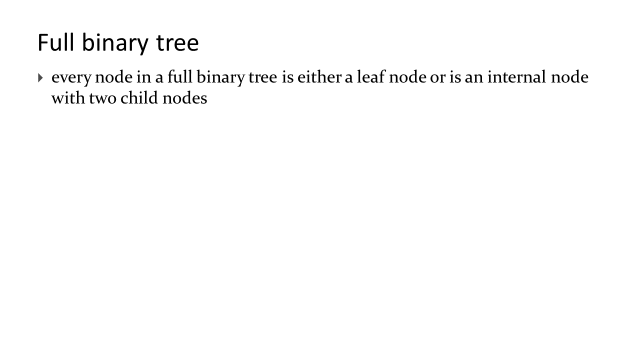 Full binary tree
every node in a full binary tree is either a leaf node or is an internal node
with two child nodes